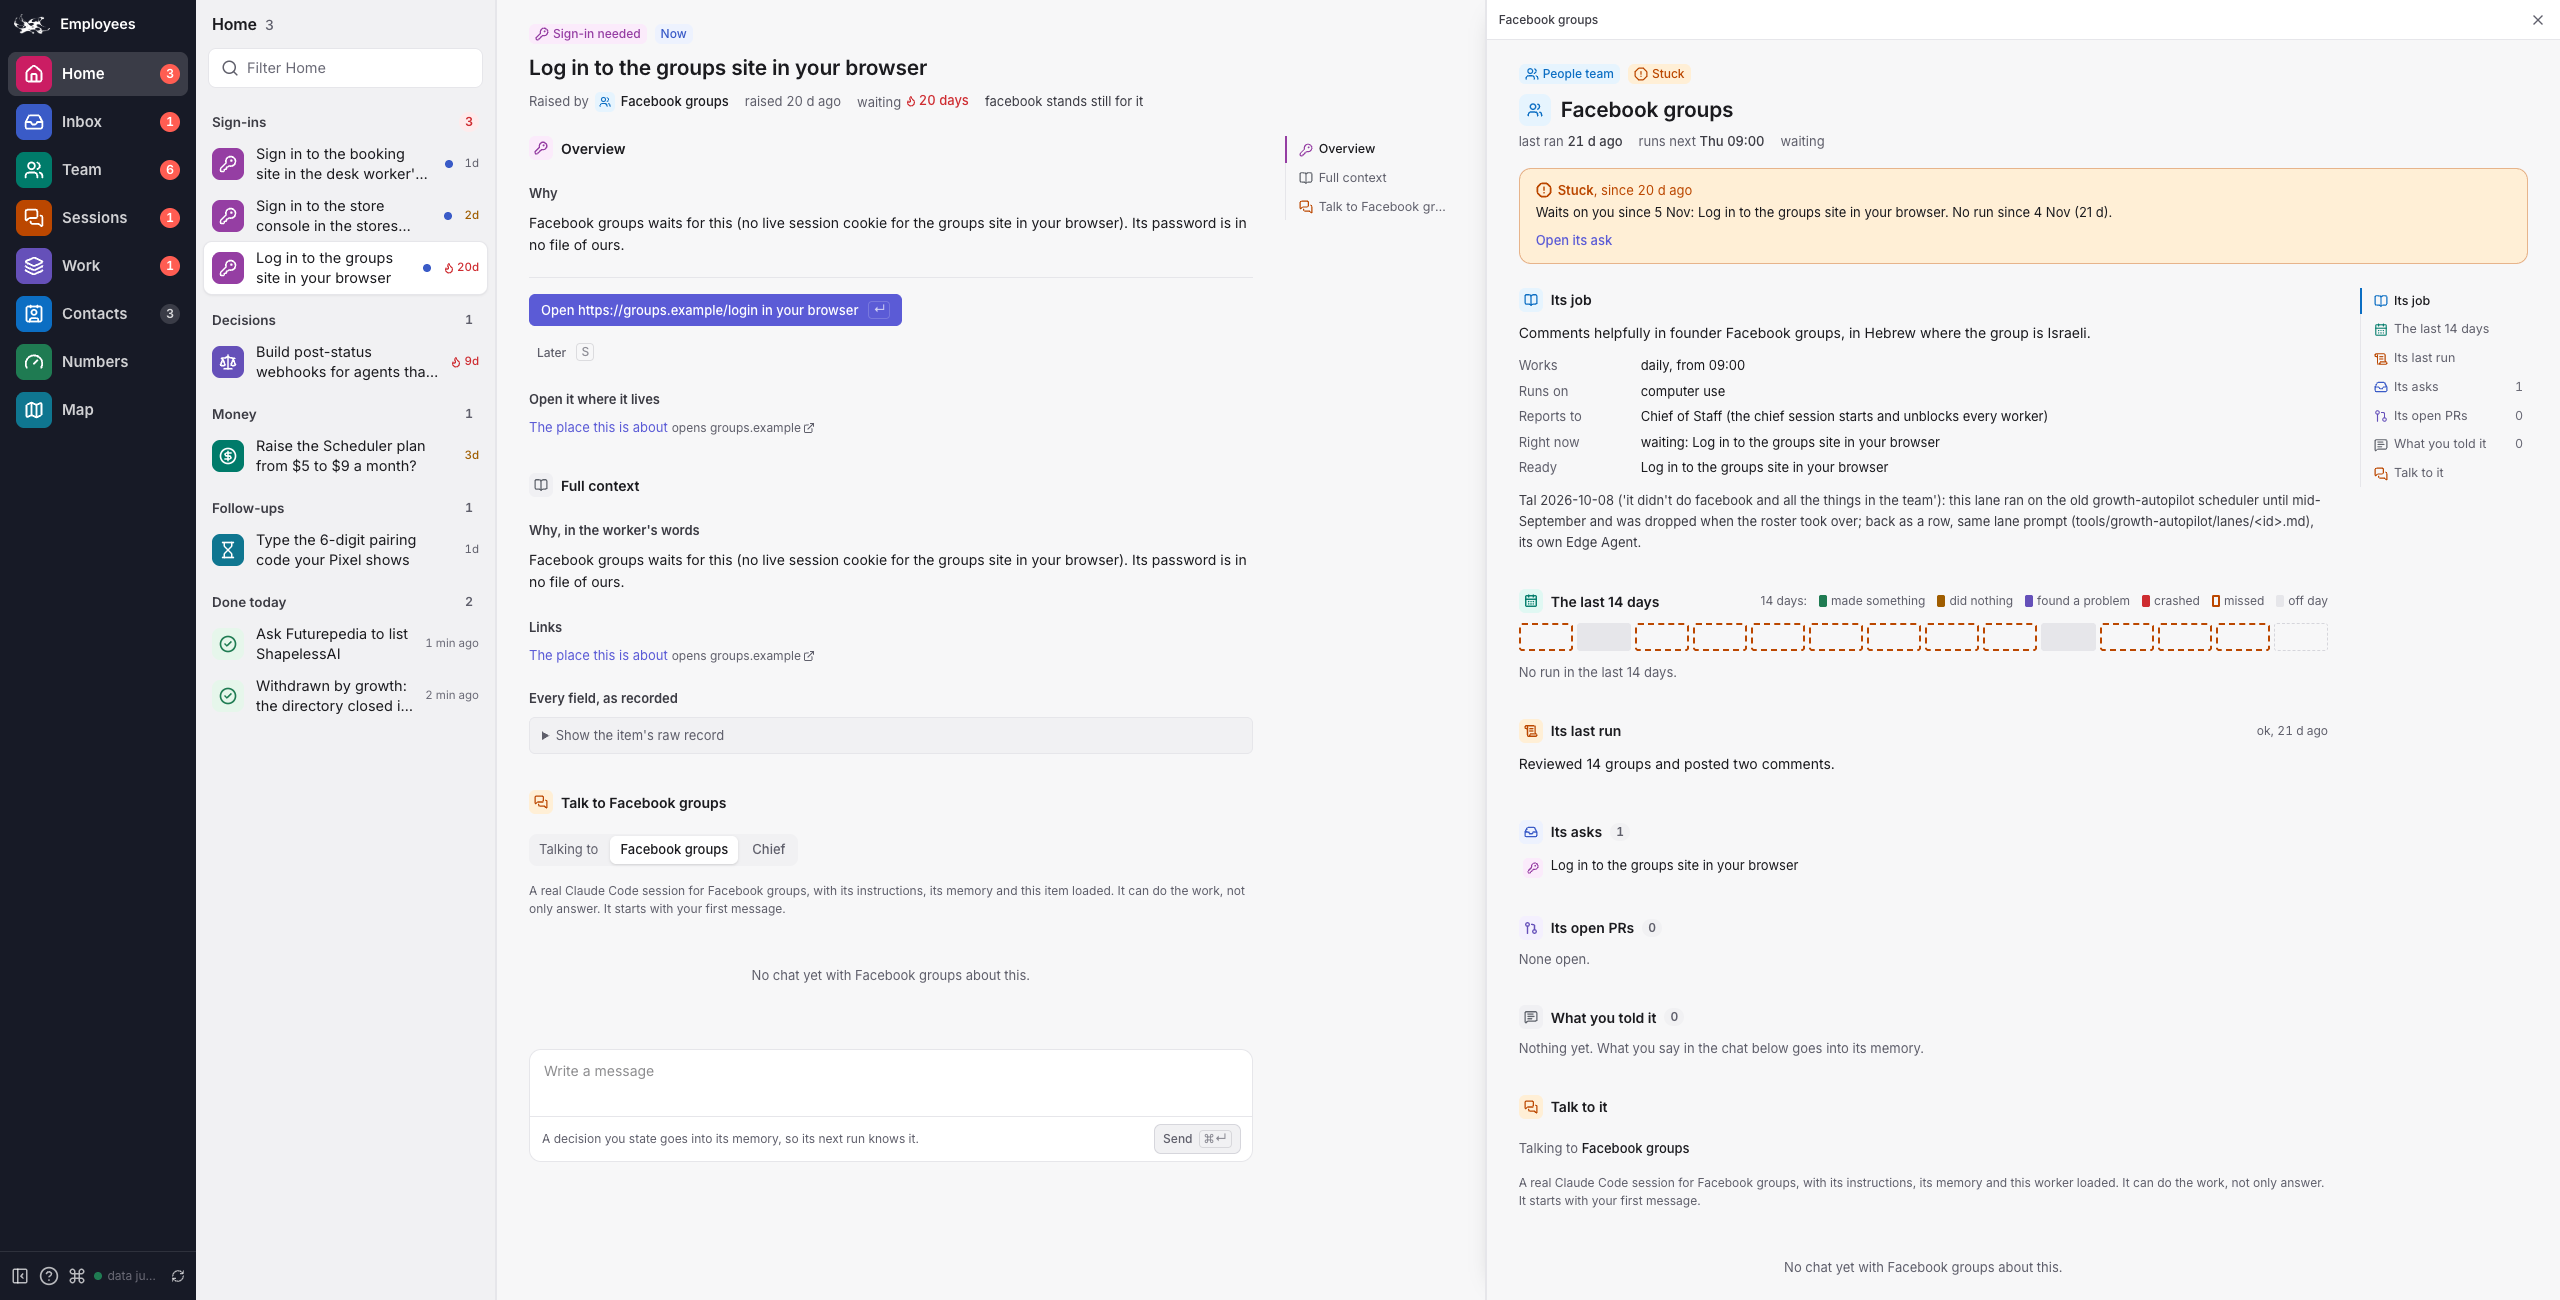 Employees
Home 3
Inbox 1
Team 6
Sessions 1
Work 1
Contacts 3
Numbers
Map
data ju...
Home 3
Filter Home
Sign-ins 3
Sign in to the booking
site in the desk worker'... 1d
Sign in to the store
console in the stores... 2d
Log in to the groups
site in your browser 20d
Decisions 1
Build post-status
webhooks for agents tha... 9d
Money 1
Raise the Scheduler plan
from $5 to $9 a month? 3d
Follow-ups 1
Type the 6-digit pairing
code your Pixel shows 1d
Done today 2
Ask Futurepedia to list
ShapelessAI 1 min ago
Withdrawn by growth:
the directory closed i... 2 min ago
Sign-in needed Now
Log in to the groups site in your browser
Raised by Facebook groups raised 20 d ago waiting 20 days facebook stands still for it
Overview
Why
Facebook groups waits for this (no live session cookie for the groups site in your browser). Its password is in
no file of ours.
Open https://groups.example/login in your browser
Later S
Open it where it lives
The place this is about opens groups.example
Full context
Why, in the worker's words
Facebook groups waits for this (no live session cookie for the groups site in your browser). Its password is in
no file of ours.
Links
The place this is about opens groups.example
Every field, as recorded
Show the item's raw record
Talk to Facebook groups
Talking to Facebook groups Chief
A real Claude Code session for Facebook groups, with its instructions, its memory and this item loaded. It can do the work, not
only answer. It starts with your first message.
No chat yet with Facebook groups about this.
Write a message
A decision you state goes into its memory, so its next run knows it.
Send ⌘↵
Overview
Full context
Talk to Facebook gr...
Facebook groups
People team Stuck
Facebook groups
last ran 21 d ago runs next Thu 09:00 waiting
Stuck, since 20 d ago
Waits on you since 5 Nov: Log in to the groups site in your browser. No run since 4 Nov (21 d).
Open its ask
Its job
Comments helpfully in founder Facebook groups, in Hebrew where the group is Israeli.
Works daily, from 09:00
Runs on computer use
Reports to Chief of Staff (the chief session starts and unblocks every worker)
Right now waiting: Log in to the groups site in your browser
Ready Log in to the groups site in your browser
Tal 2026-10-08 ('it didn't do facebook and all the things in the team'): this lane ran on the old growth-autopilot scheduler until mid-
September and was dropped when the roster took over; back as a row, same lane prompt (tools/growth-autopilot/lanes/<id>.md),
its own Edge Agent.
The last 14 days 14 days: made something did nothing found a problem crashed missed off day
No run in the last 14 days.
Its last run ok, 21 d ago
Reviewed 14 groups and posted two comments.
Its asks 1
Log in to the groups site in your browser
Its open PRs 0
None open.
What you told it 0
Nothing yet. What you say in the chat below goes into its memory.
Talk to it
Talking to Facebook groups
A real Claude Code session for Facebook groups, with its instructions, its memory and this worker loaded. It can do the work, not only answer.
It starts with your first message.
No chat yet with Facebook groups about this.
Its job
The last 14 days
Its last run
Its asks 1
Its open PRs 0
What you told it 0
Talk to it